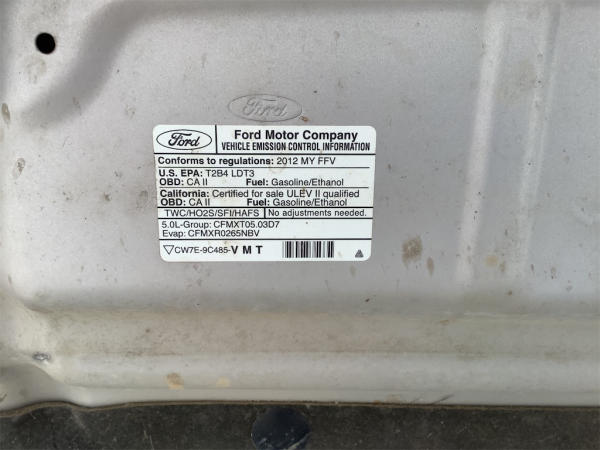 Ford
Ford Ford Motor Company
VEHICLE EMISSION CONTROL INFORMATION
Conforms to regulations: 2012 MY FFV
U.S. EPA: T2B4 LDT3
OBD: CA II Fuel: Gasoline/Ethanol
California: Certified for sale ULEV II qualified
OBD: CA II Fuel: Gasoline/Ethanol
TWC/HO2S/SFI/HAFS No adjustments needed.
5.0L-Group: CFMXT05.03D7
Evap: CFMXR0265NBV
CW7E-9C485-VMT